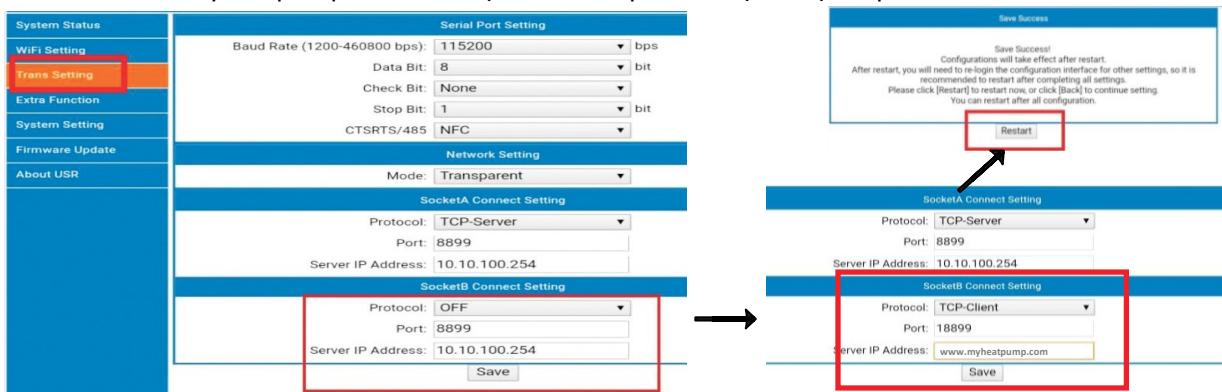 System Status
WiFi Setting
Trans Setting
Extra Function
System Setting
Firmware Update
About USR
Serial Port Setting
Baud Rate (1200-460800 bps): 115200 bps
Data Bit: 8 bit
Check Bit: None
Stop Bit: 1 bit
CTSRTS/485 NFC
Network Setting
Mode: Transparent
SocketA Connect Setting
Protocol: TCP-Server
Port: 8899
Server IP Address: 10.10.100.254
SocketB Connect Setting
Protocol: OFF
Port: 8899
Server IP Address: 10.10.100.254
Save
Save Success
Save Success!
Configurations will take effect after restart.
After restart, you will need to re-login the configuration interface for other settings, so it is
recommended to restart after completing all settings.
Please click [Restart] to restart now, or click [Back] to continue setting.
You can restart after all configuration.
Restart
SocketA Connect Setting
Protocol: TCP-Server
Port: 8899
Server IP Address: 10.10.100.254
SocketB Connect Setting
Protocol: TCP-Client
Port: 18899
Server IP Address: www.myheatpump.com
Save